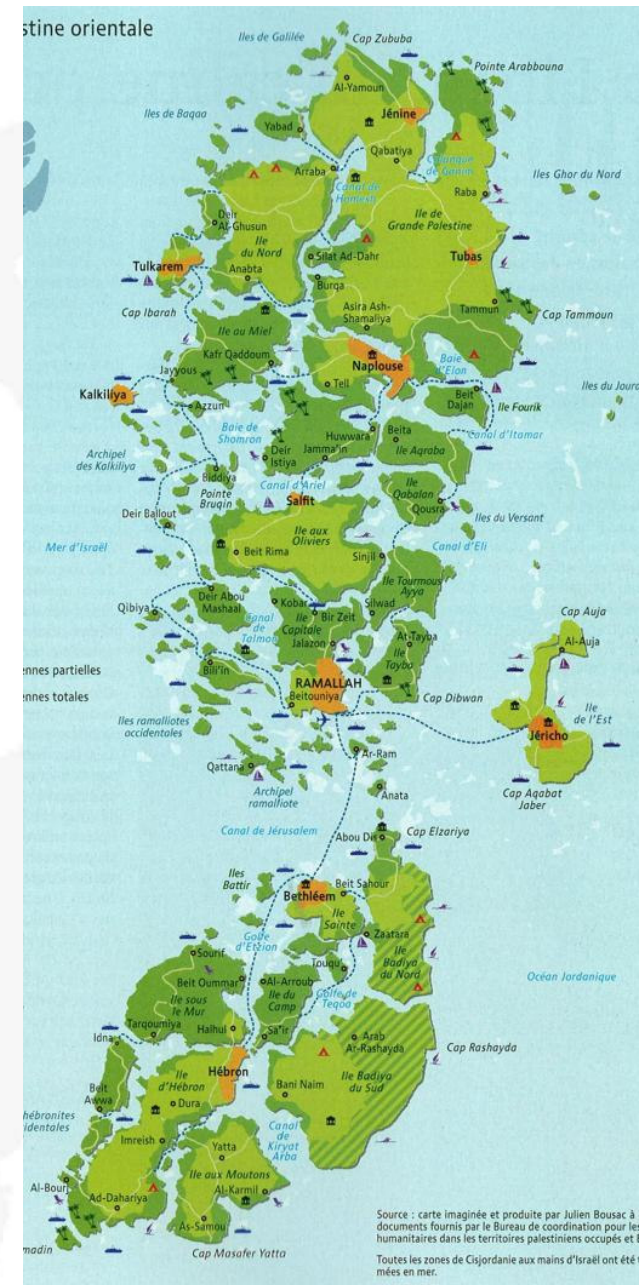 stine orientale
Iles de Galilée
Cap Zububa
Al-Yamoun
Pointe Arabbouna
Jénine
Iles de Baqaa
Yabad
Qabatiya
Calanque
de Ganim
Arraba
Canal de
Homesh
Raba
Iles Ghor du Nord
Deir
Al-Ghusun
Ile
du Nord
Ile de
Grande Palestine
Tulkarem
Silat Ad-Dahr
Tubas
Anabta
Burqa
Cap Ibarah
Asira Ash-
Shamaliya
Tammun
Cap Tammoun
Ile au Miel
Kafr Qaddoum
Naplouse
Baie
d'Elon
Jayyous
Tell
Kalkiliya
Beit
Dajan
Iles du Jourd
Azzun
Ile Fourik
Baie de
Shomron
Huwwara
Beita
Canal d'Itamar
Archipel
des Kalkiliya
Deir
Istiya
Jamma'in
Ile Aqraba
Biddiya
Pointe
Bruqin
Canal d'Ariel
Salfit
Ile
Qabalan
Qousra
Deir Ballout
Ile aux
Oliviers
Iles du Versant
Mer d'Israël
Beit Rima
Sinjil
Canal d'Eli
Ile Tourmous
Ayya
Deir Abou
Mashaal
Kobar
Silwad
Qibiya
Ile
Capitale
Bir Zeit
Cap Auja
Canal
de
Talmon
Jalazon
At-Tayba
Al-Auja
Ile
Tayba
Bili'in
ennes partielles
RAMALLAH
Beitouniya
Cap Dibwan
Ile
de l'Est
ennes totales
Iles ramalliotes
occidentales
Jéricho
Ar-Ram
Qattana
Archipel
ramalliote
Anata
Cap Aqabat
Jaber
Canal de Jérusalem
Abou Dis
Cap Elzariya
Iles
Battir
Bethléem
Beit Sahour
Ile
Sainte
Zaatara
Golfe
d'Etzion
Ile
Badiya
du Nord
Sourif
Touqu'
Océan Jordanique
Beit Oummar
Al-Arroub
Golfe de
Teqoa
Ile sous
le Mur
Ile du
Camp
Tarqoumiya
Idna
Halhul
Sa'ir
Arab
Ar-Rashayda
Cap Rashayda
Hébron
Ile
d'Hébron
Ile Badiya
du Sud
Beit
Awwa
Bani Naim
Dura
hébronites
identales
Canal
de
Kiryat
Arba
Imreish
Yatta
Al-Bourj
Ile aux Moutons
Ad-Dahariya
Al-Karmil
As-Samou
madin
Cap Masafer Yatta
Source : carte imaginée et produite par Julien Bousac à
documents fournis par le Bureau de coordination pour les
humanitaires dans les territoires palestiniens occupés et
Toutes les zones de Cisjordanie aux mains d'Israël ont été
mées en mer.